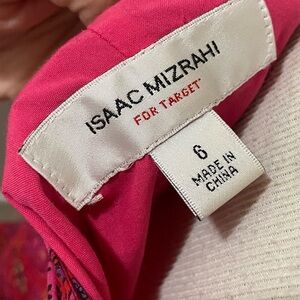 ISAAC MIZRAHI
FOR TARGET
6
MADE IN
CHINA